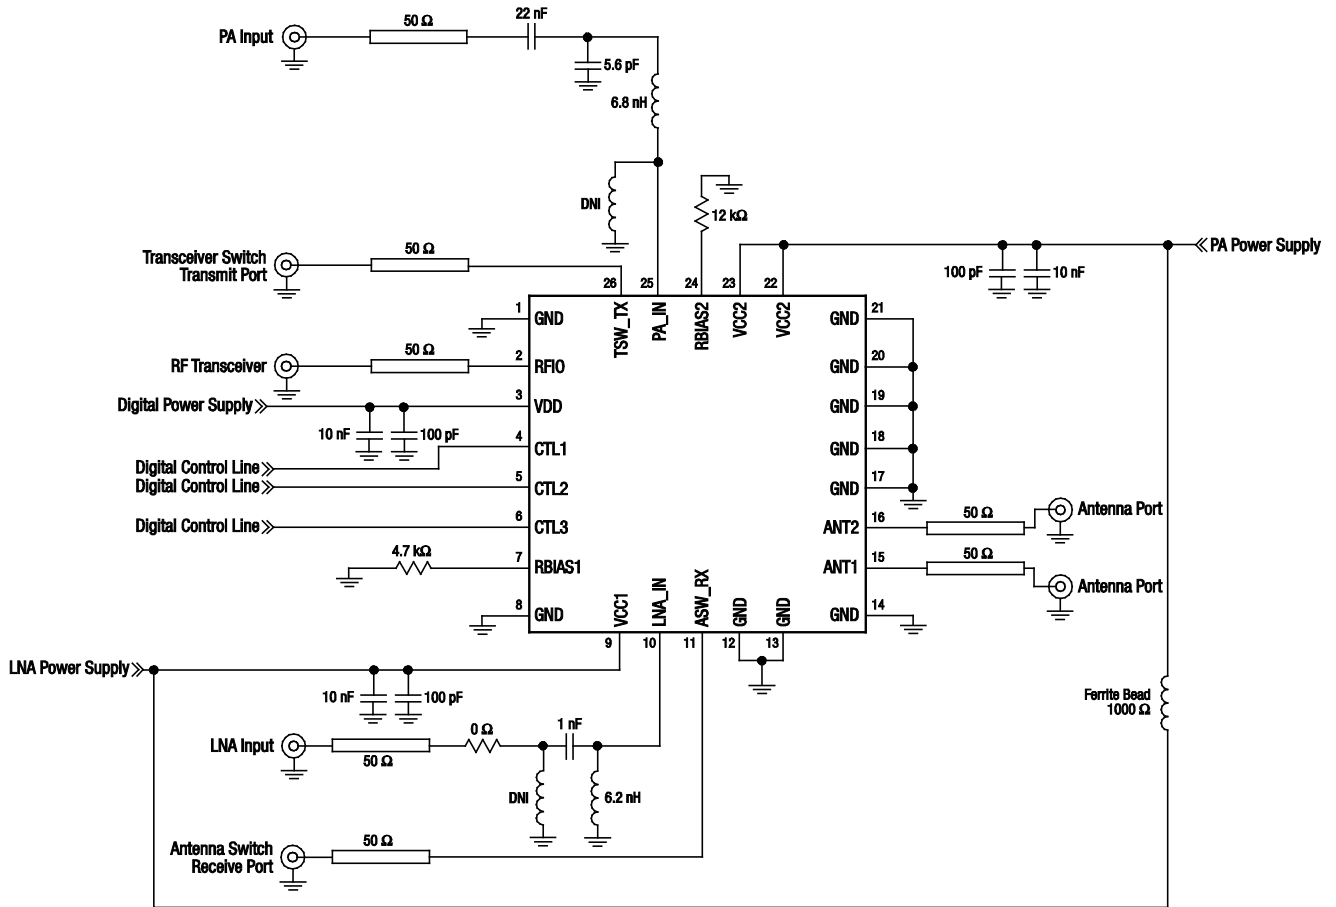 22 nF
50 Ω
PA Input
5.6 pF
6.8 nH
DNI
12 kΩ
Transceiver Switch
Transmit Port
50 Ω
PA Power Supply
100 pF
10 nF
26
25
24
23
22
TSW_TX
PA_IN
RBIAS2
VCC2
VCC2
1
GND
GND
21
RF Transceiver
50 Ω
2
RFIO
GND
20
Digital Power Supply
3
VDD
GND
19
10 nF
100 pF
4
CTL1
GND
18
Digital Control Line
Digital Control Line
5
CTL2
GND
17
Digital Control Line
6
CTL3
ANT2
16
50 Ω
Antenna Port
4.7 kΩ
7
RBIAS1
ANT1
15
50 Ω
Antenna Port
8
GND
GND
14
VCC1
LNA_IN
ASW_RX
GND
GND
9
10
11
12
13
LNA Power Supply
10 nF
100 pF
Ferrite Bead
1000 Ω
LNA Input
50 Ω
0 Ω
1 nF
DNI
6.2 nH
Antenna Switch
Receive Port
50 Ω